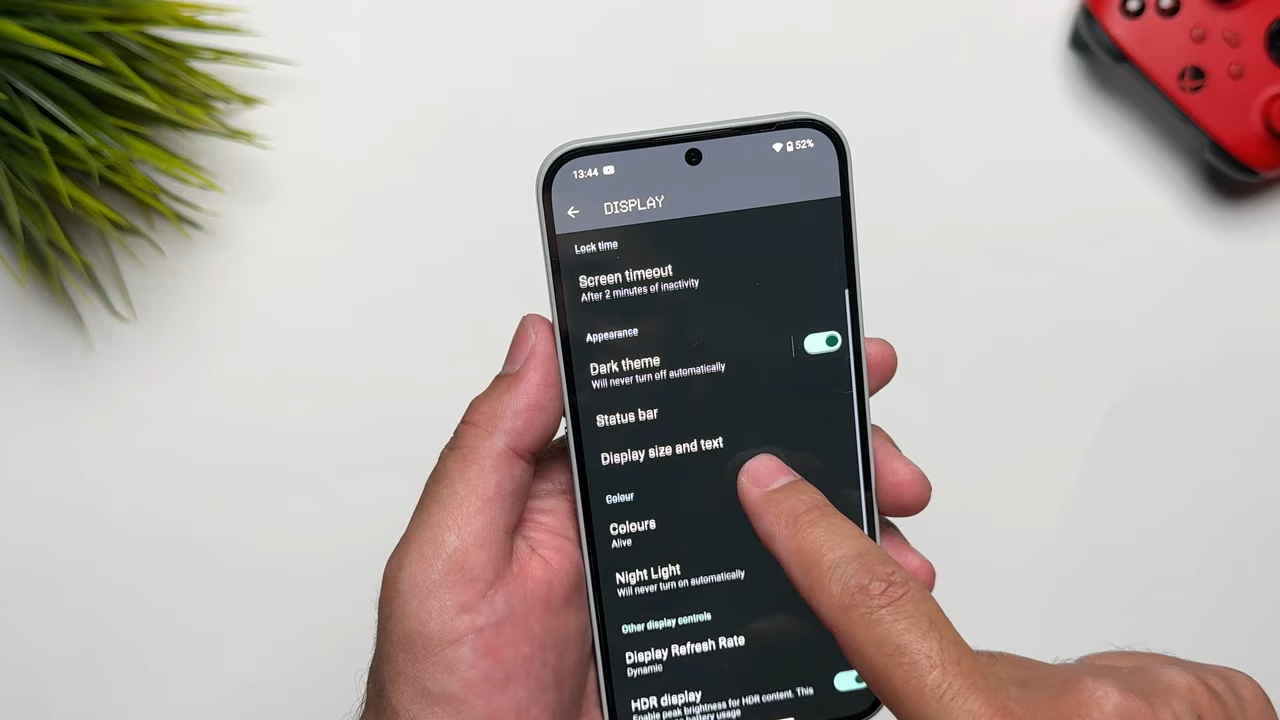 13:44
52%
DISPLAY
Lock time
Screen timeout
After 2 minutes of inactivity
Appearance
Dark theme
Will never turn off automatically
Status bar
Display size and text
Colour
Colours
Alive
Night Light
Will never turn on automatically
Other display controls
Display Refresh Rate
Dynamic
HDR display
Enable peak brightness for HDR content. This
battery usage